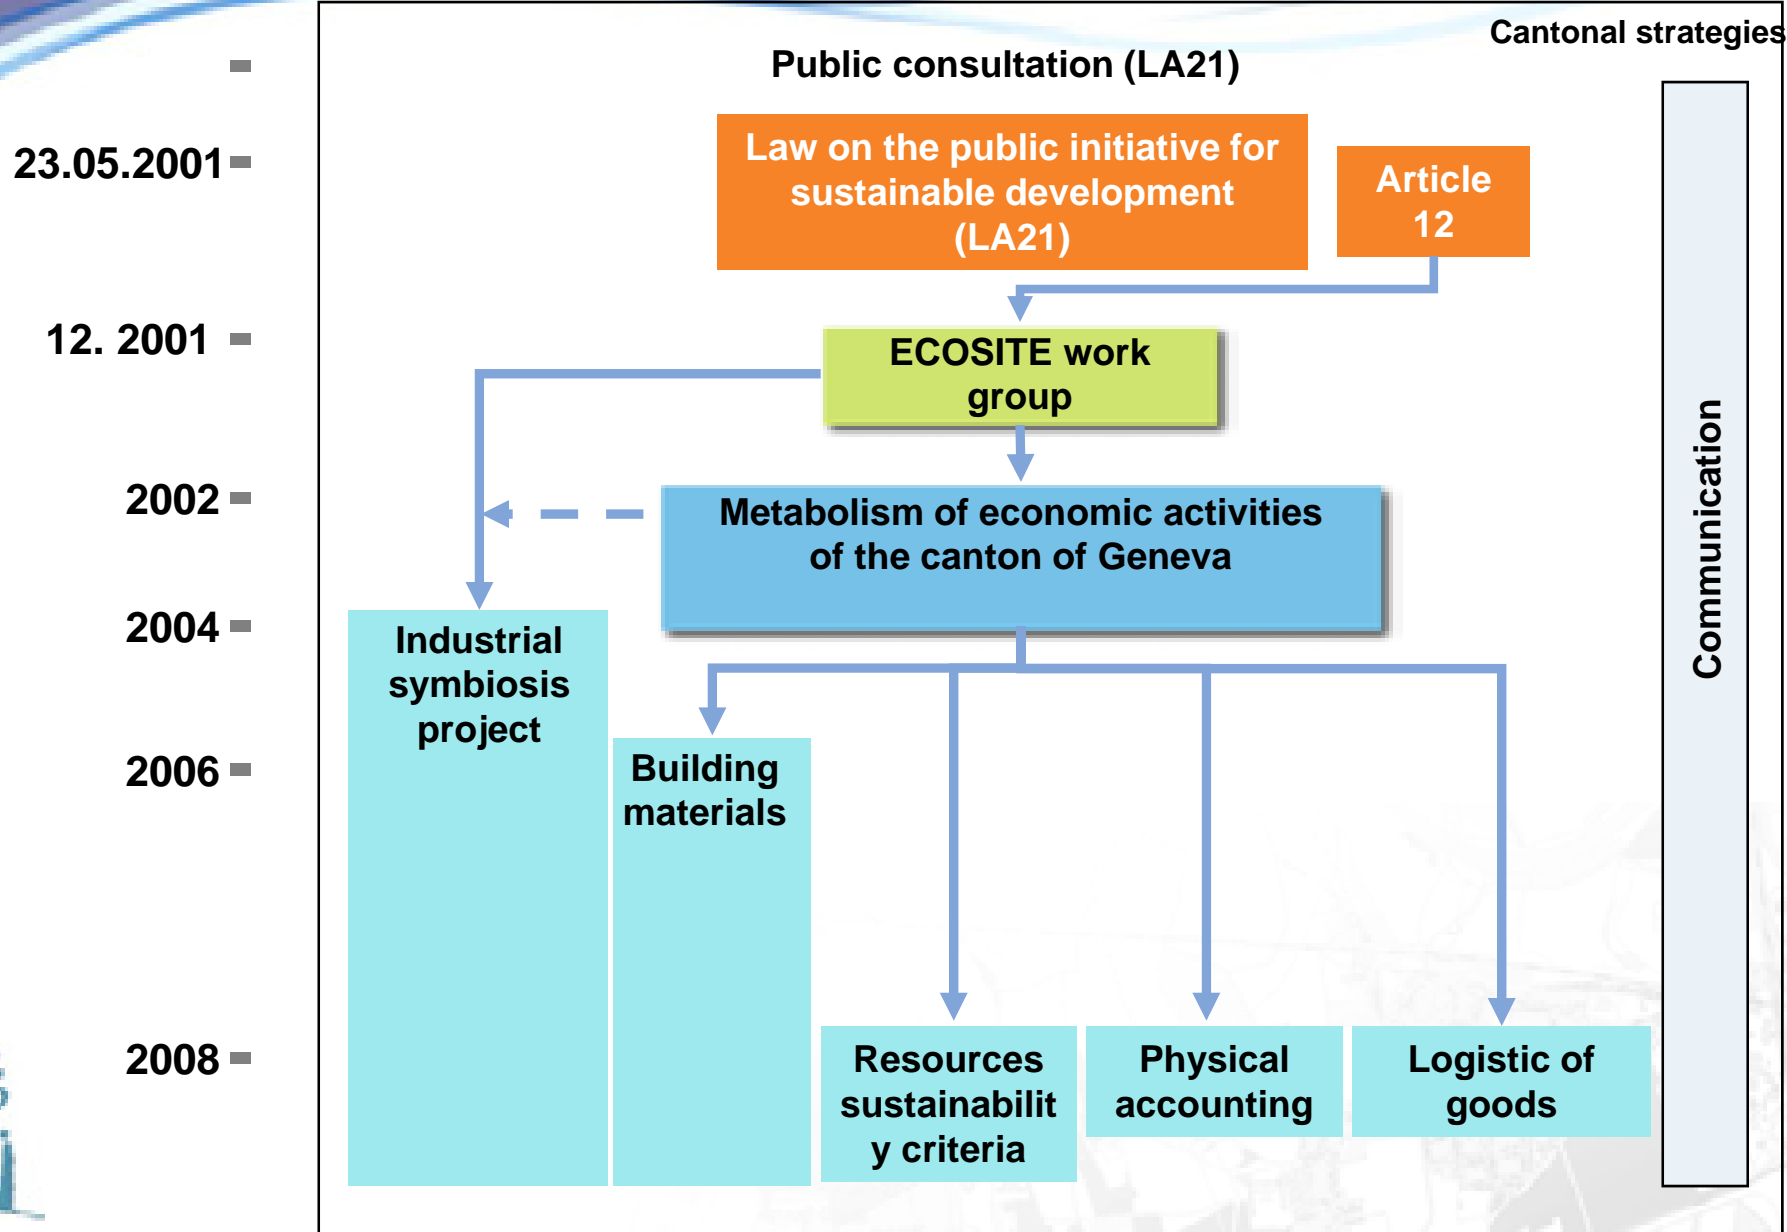 Cantonal strategies
Public consultation (LA21)
23.05.2001
Law on the public initiative for
sustainable development
(LA21)
Article
12
12. 2001
ECOSITE work
group
2002
Metabolism of economic activities
of the canton of Geneva
2004
Industrial
symbiosis
project
2006
Building
materials
2008
Resources
sustainabilit
y criteria
Physical
accounting
Logistic of
goods
Communication